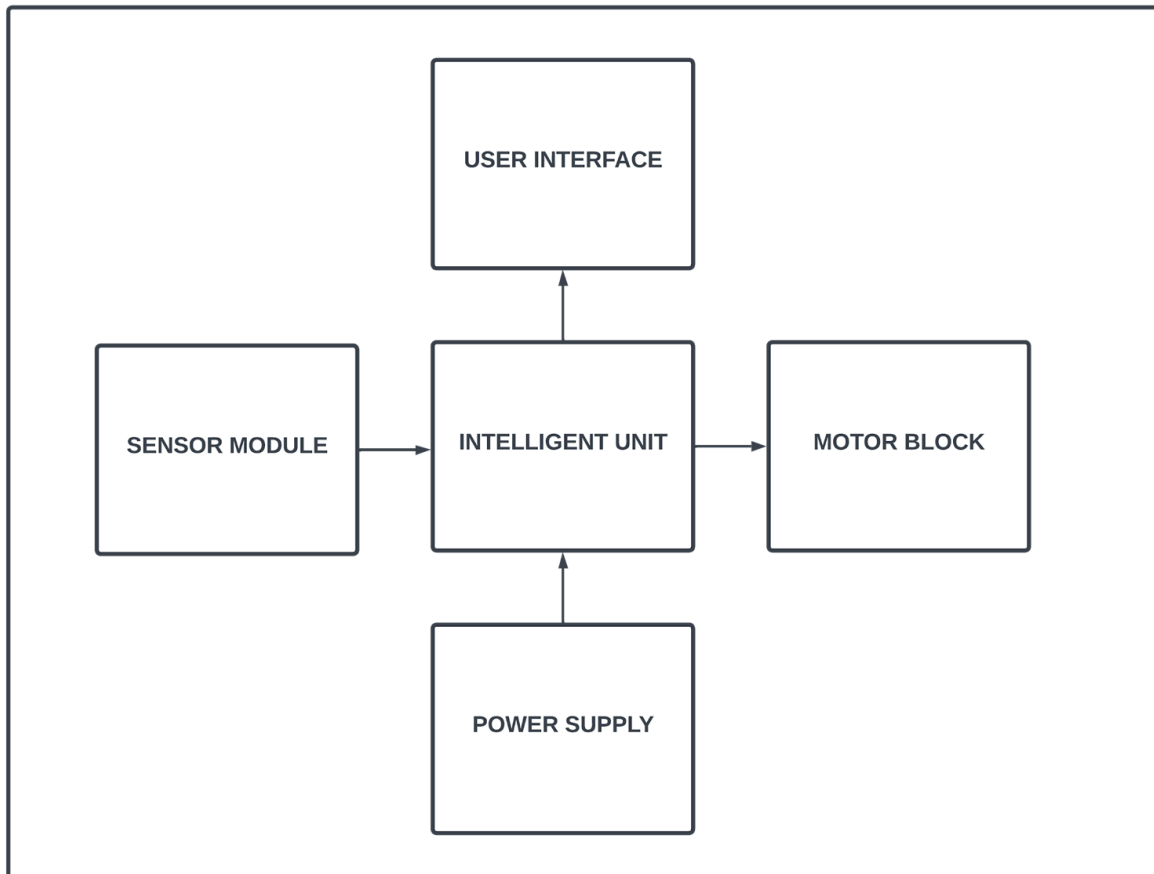 USER INTERFACE
SENSOR MODULE
INTELLIGENT UNIT
MOTOR BLOCK
POWER SUPPLY